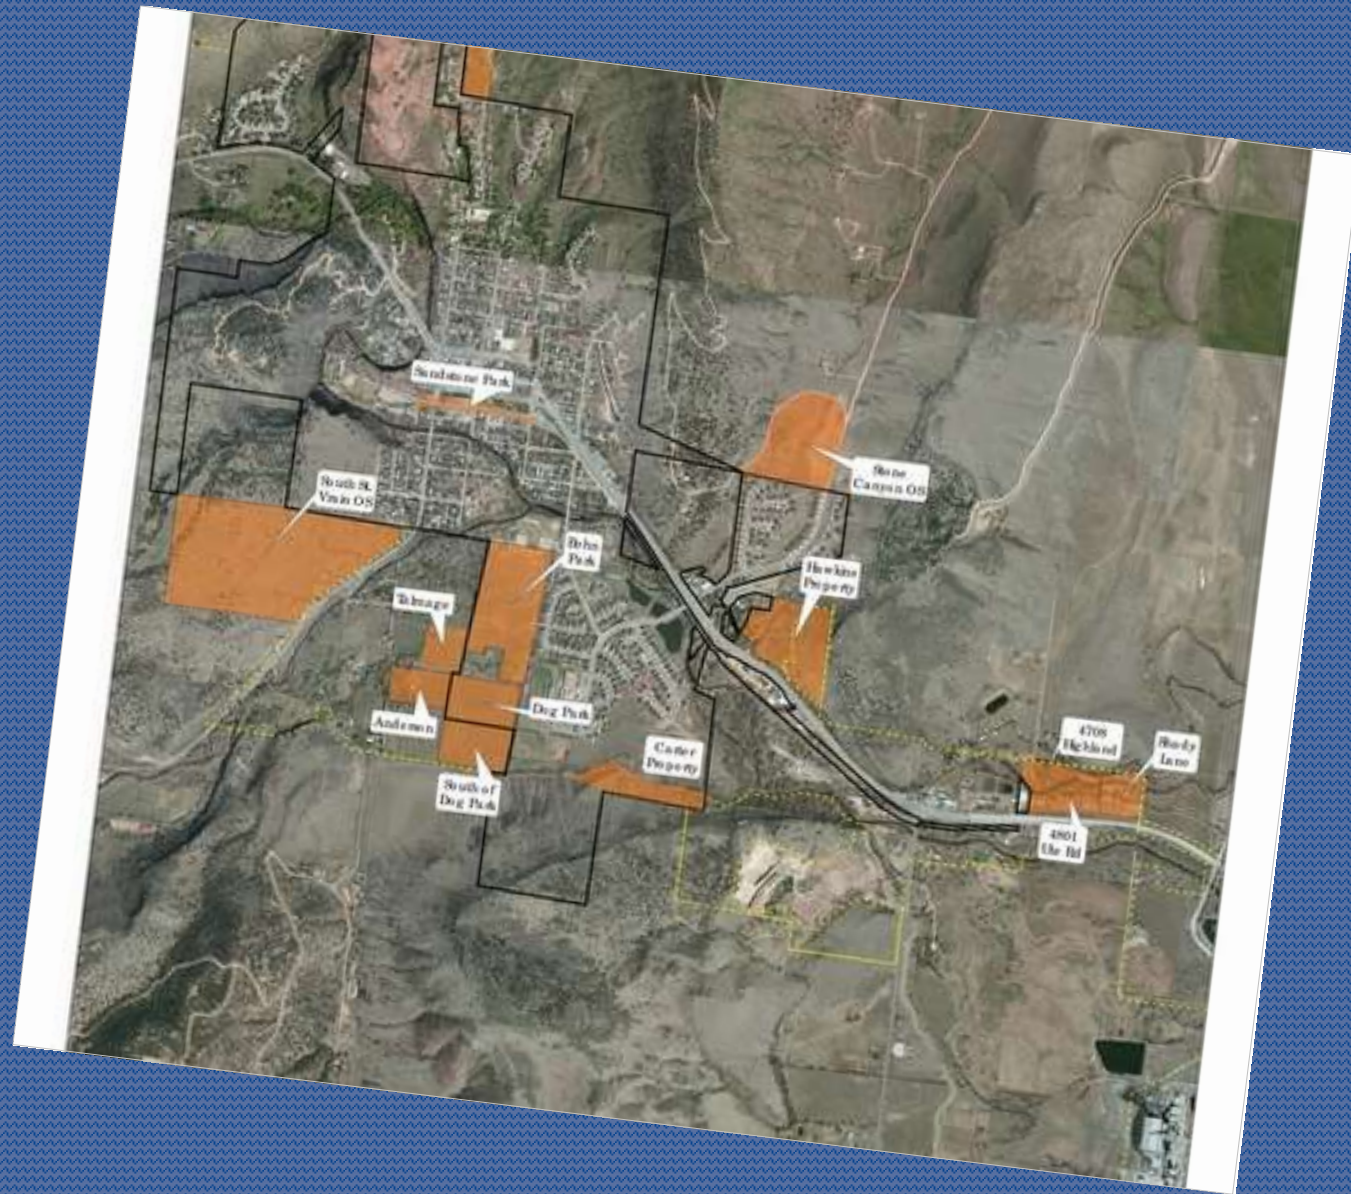 Sandstone Park
Stone
Canyon OS
South St.
Vrain OS
Bohn
Park
Hawkins
Property
Talmage
Anderson
Dog Park
Carter
Property
4708
Highland
Shady
Lane
South of
Dog Park
4801
Ute Rd